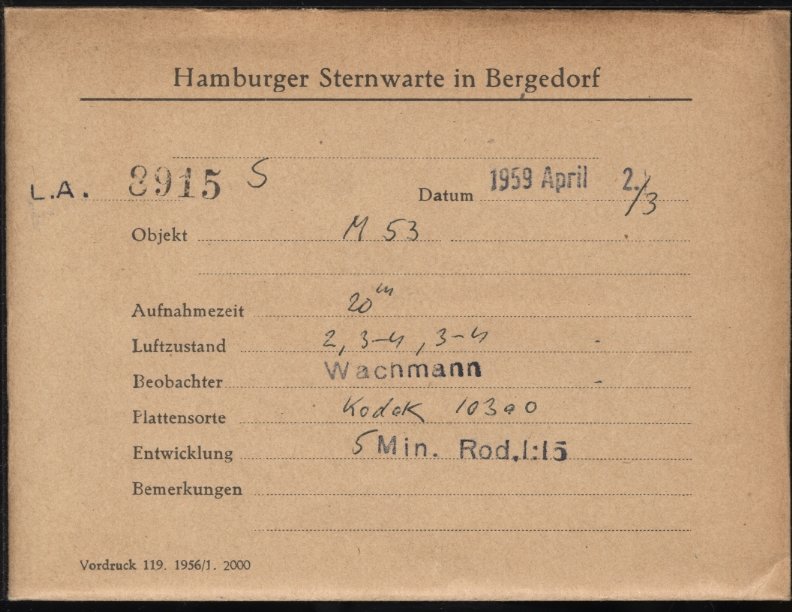 Hamburger Sternwarte in Bergedorf
L.A. 8915 S Datum 1959 April 2./3
Objekt M 53
Aufnahmezeit 20m
Luftzustand 2, 3-4, 3-4
Beobachter Wachmann
Plattensorte Kodak 103a0
Entwicklung 5 Min. Rod.1:15
Bemerkungen
Vordruck 119. 1956/1. 2000